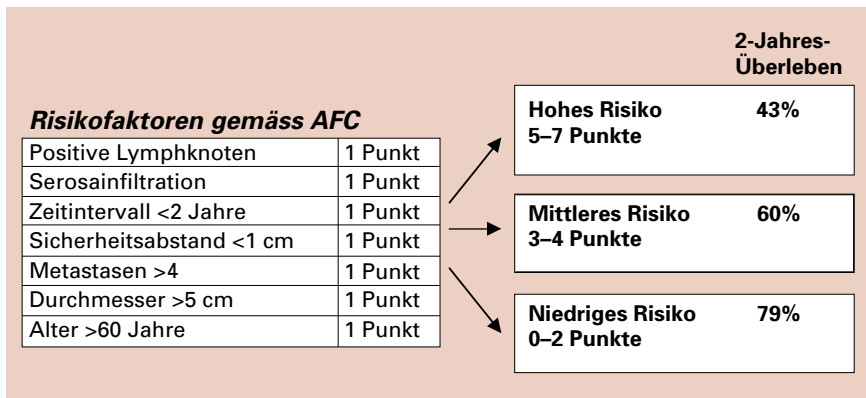 2-Jahres-
Überleben
Risikofaktoren gemäss AFC
Positive Lymphknoten 1 Punkt
Serosainfiltration 1 Punkt
Zeitintervall <2 Jahre 1 Punkt
Sicherheitsabstand <1 cm 1 Punkt
Metastasen >4 1 Punkt
Durchmesser >5 cm 1 Punkt
Alter >60 Jahre 1 Punkt
Hohes Risiko 43%
5–7 Punkte
Mittleres Risiko 60%
3–4 Punkte
Niedriges Risiko 79%
0–2 Punkte